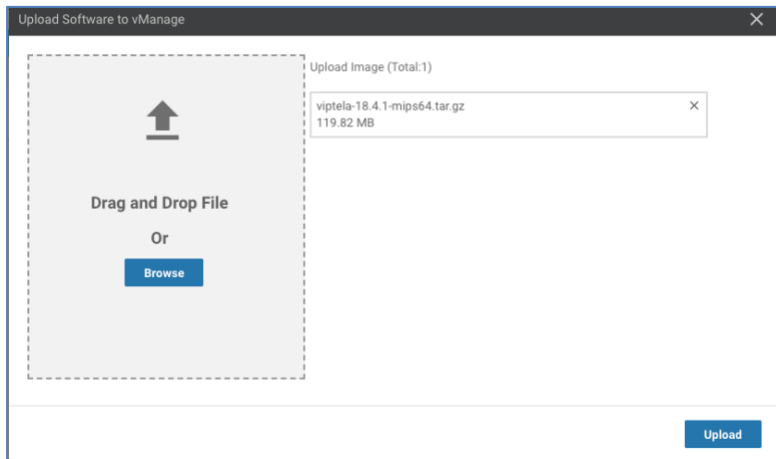 Upload Software to vManage
Upload Image (Total:1)
viptela-18.4.1-mips64.tar.gz
119.82 MB
Drag and Drop File
Or
Browse
Upload